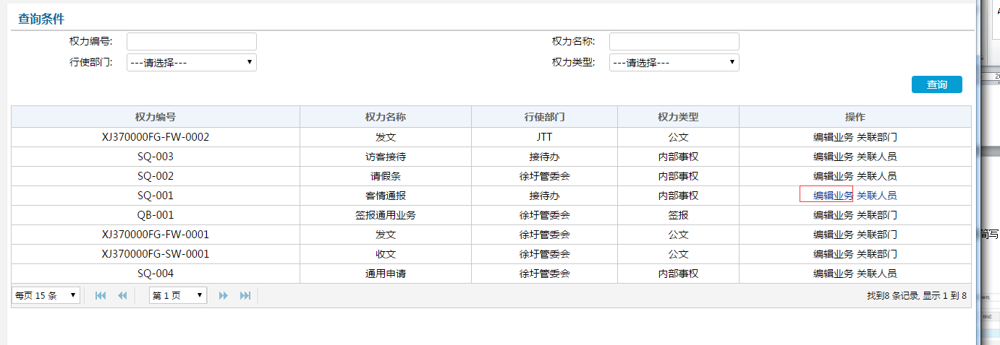 查询条件
权力编号: 权力名称:
行使部门: ---请选择--- 权力类型: ---请选择---
查询
权力编号 权力名称 行使部门 权力类型 操作
XJ370000FG-FW-0002 发文 JTT 公文 编辑业务 关联部门
SQ-003 访客接待 接待办 内部事权 编辑业务 关联人员
SQ-002 请假条 徐圩管委会 内部事权 编辑业务 关联人员
SQ-001 客情通报 接待办 内部事权 编辑业务 关联人员
QB-001 签报通用业务 徐圩管委会 签报 编辑业务 关联部门
XJ370000FG-FW-0001 发文 徐圩管委会 公文 编辑业务 关联部门
XJ370000FG-SW-0001 收文 徐圩管委会 公文 编辑业务 关联部门
SQ-004 通用申请 徐圩管委会 内部事权 编辑业务 关联人员
每页 15 条 第 1 页 找到8 条记录, 显示 1 到 8
简写
标记